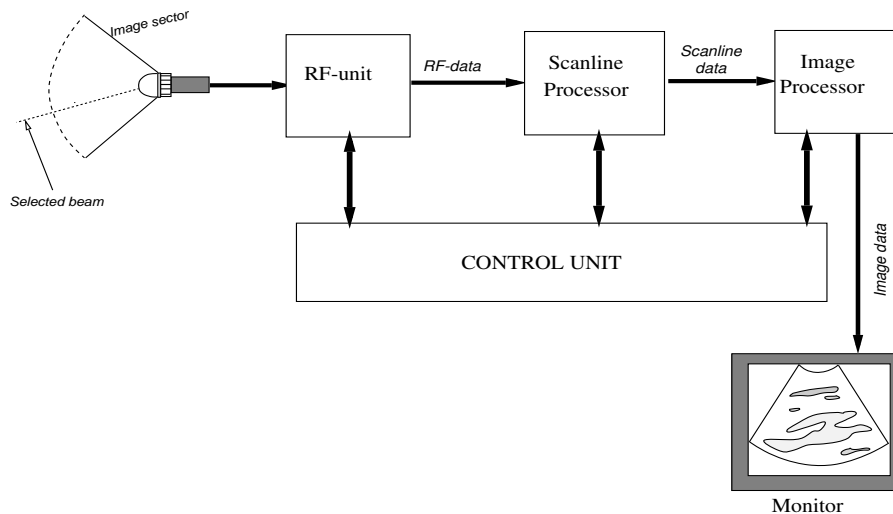 Image sector
RF-unit
RF-data
Scanline
Processor
Scanline
data
Image
Processor
Selected beam
CONTROL UNIT
Image data
Monitor